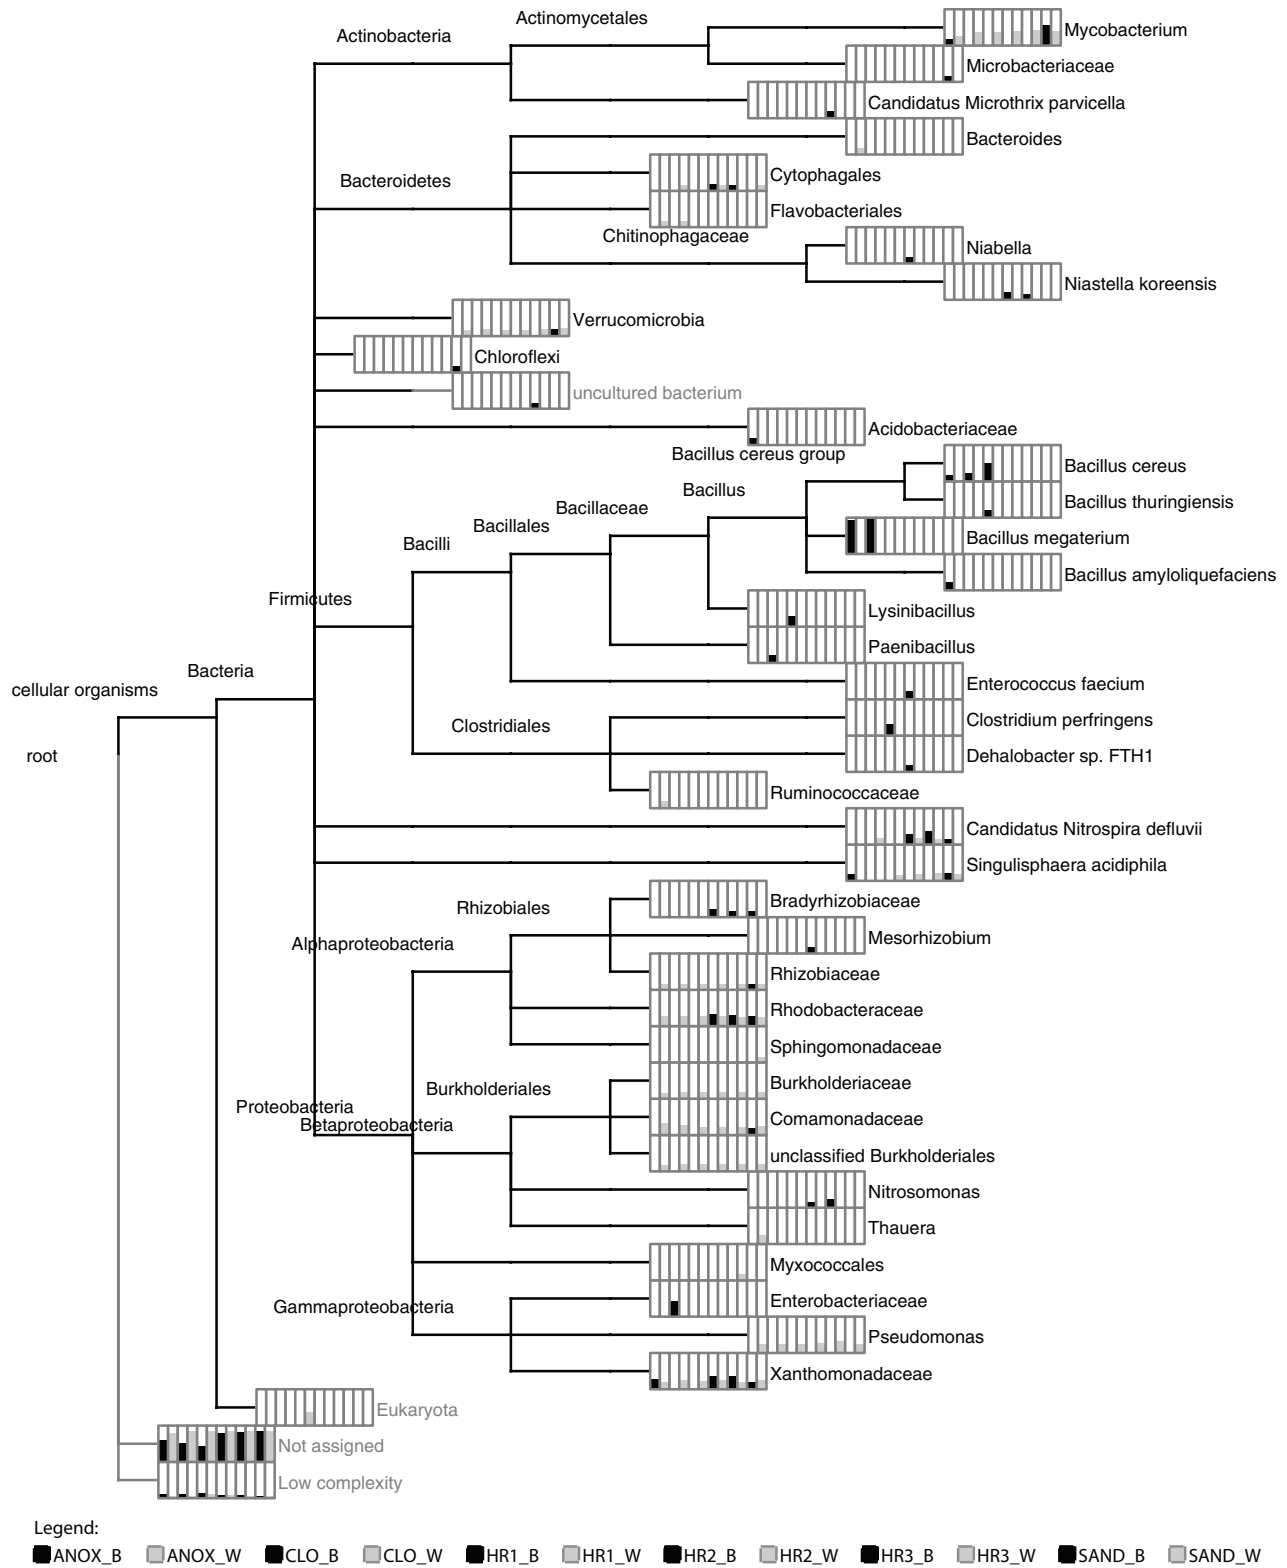 Actinomycetales
Mycobacterium
Actinobacteria
Microbacteriaceae
Candidatus Microthrix parvicella
Bacteroides
Cytophagales
Bacteroidetes
Flavobacteriales
Chitinophagaceae
Niabella
Niastella koreensis
Verrucomicrobia
Chloroflexi
uncultured bacterium
Acidobacteriaceae
Bacillus cereus group
Bacillus cereus
Bacillus
Bacillus thuringiensis
Bacillaceae
Bacillales
Bacillus megaterium
Bacilli
Bacillus amyloliquefaciens
Firmicutes
Lysinibacillus
Paenibacillus
Bacteria
Enterococcus faecium
cellular organisms
Clostridium perfringens
Clostridiales
root
Dehalobacter sp. FTH1
Ruminococcaceae
Candidatus Nitrospira defluvii
Singulisphaera acidiphila
Bradyrhizobiaceae
Rhizobiales
Mesorhizobium
Alphaproteobacteria
Rhizobiaceae
Rhodobacteraceae
Sphingomonadaceae
Burkholderiaceae
Burkholderiales
Proteobacteria
Comamonadaceae
Betaproteobacteria
unclassified Burkholderiales
Nitrosomonas
Thauera
Myxococcales
Enterobacteriaceae
Gammaproteobacteria
Pseudomonas
Xanthomonadaceae
Eukaryota
Not assigned
Low complexity
Legend:
ANOX_B ANOX_W CLO_B CLO_W HR1_B HR1_W HR2_B HR2_W HR3_B HR3_W SAND_B SAND_W